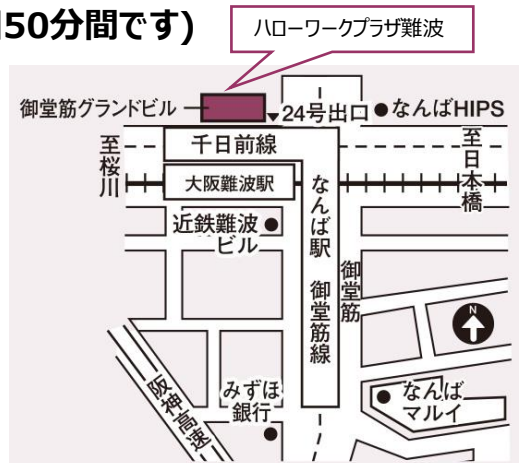 50分間です)
ハローワークプラザ難波
御堂筋グランドビル
24号出口
なんばHIPS
至桜川
千日前線
至日本橋
大阪難波駅
なんば駅 御堂筋線
近鉄難波
ビル
御堂筋
N
阪神高速
みずほ
銀行
なんば
マルイ